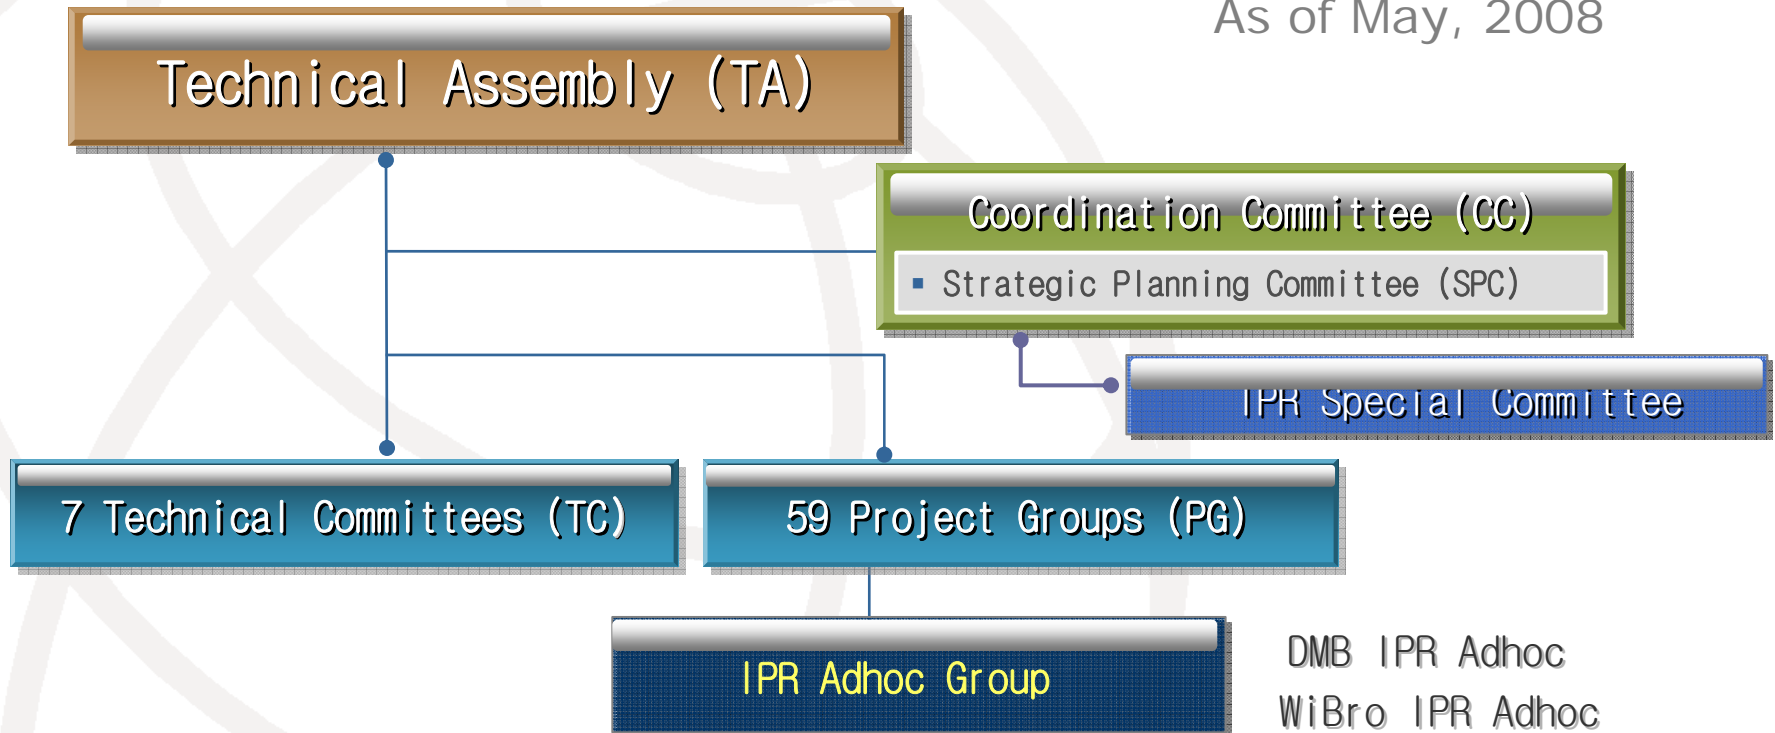 As of May, 2008
Technical Assembly (TA)
Coordination Committee (CC)
▪ Strategic Planning Committee (SPC)
IPR Special Committee
7 Technical Committees (TC)
59 Project Groups (PG)
IPR Adhoc Group
DMB IPR Adhoc
WiBro IPR Adhoc